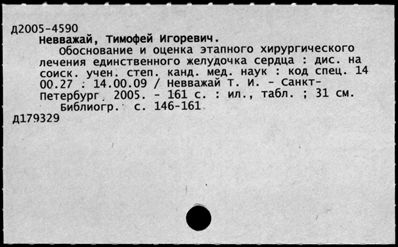 Д2005-4590
Невважай, Тимофей Игоревич.
Обоснование и оценка этапного хирургического
лечения единственного желудочка сердца : дис. на
соиск. учен. степ. канд. мед. наук : код спец. 14
00.27 : 14.00.09 / Невважай Т. И. - Санкт-
Петербург, 2005. - 161 с. : ил., табл. ; 31 см.
Библиогр. с. 146-161.
Д179329